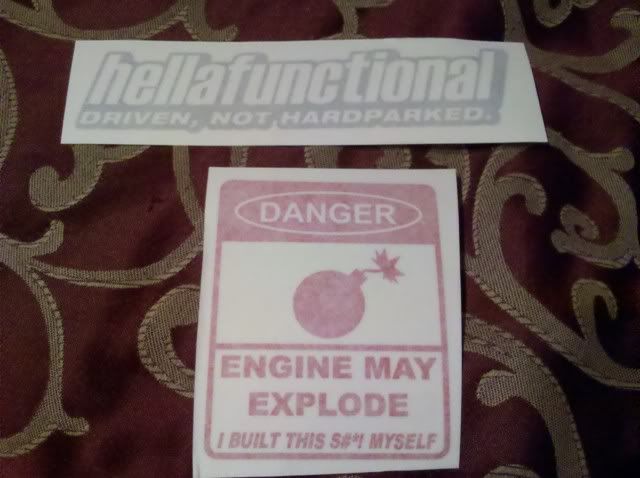 hellafunctional
DRIVEN, NOT HARDPARKED.
DANGER
ENGINE MAY
EXPLODE
I BUILT THIS S#*! MYSELF